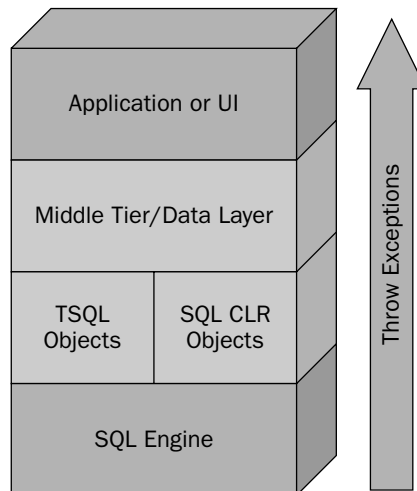 Application or UI
Middle Tier/Data Layer
TSQL
Objects
SQL CLR
Objects
SQL Engine
Throw Exceptions